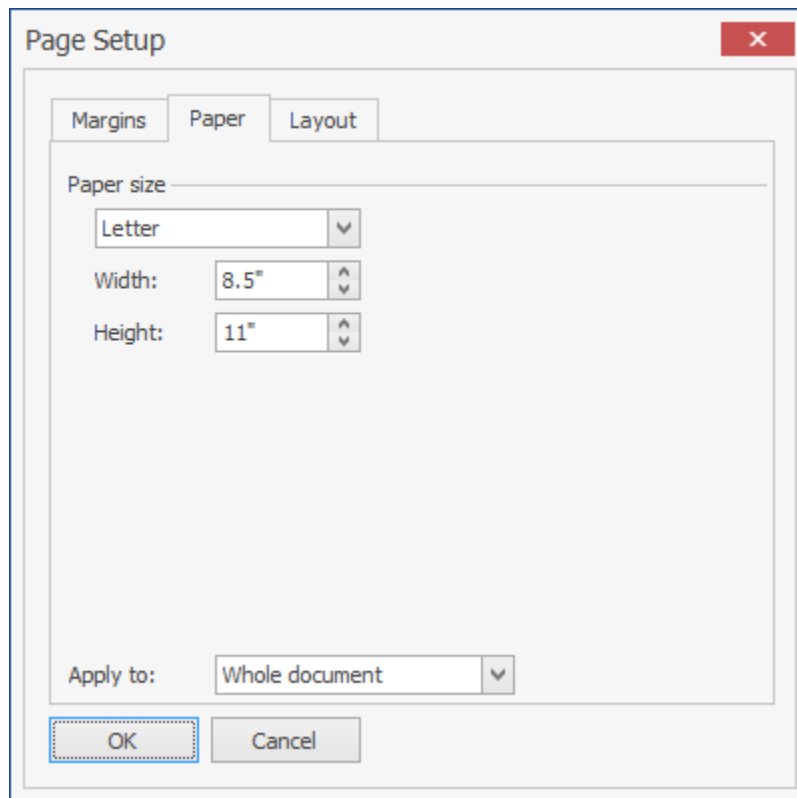 Page Setup
Margins Paper Layout
Paper size
Letter
Width: 8.5"
Height: 11"
Apply to: Whole document
OK Cancel